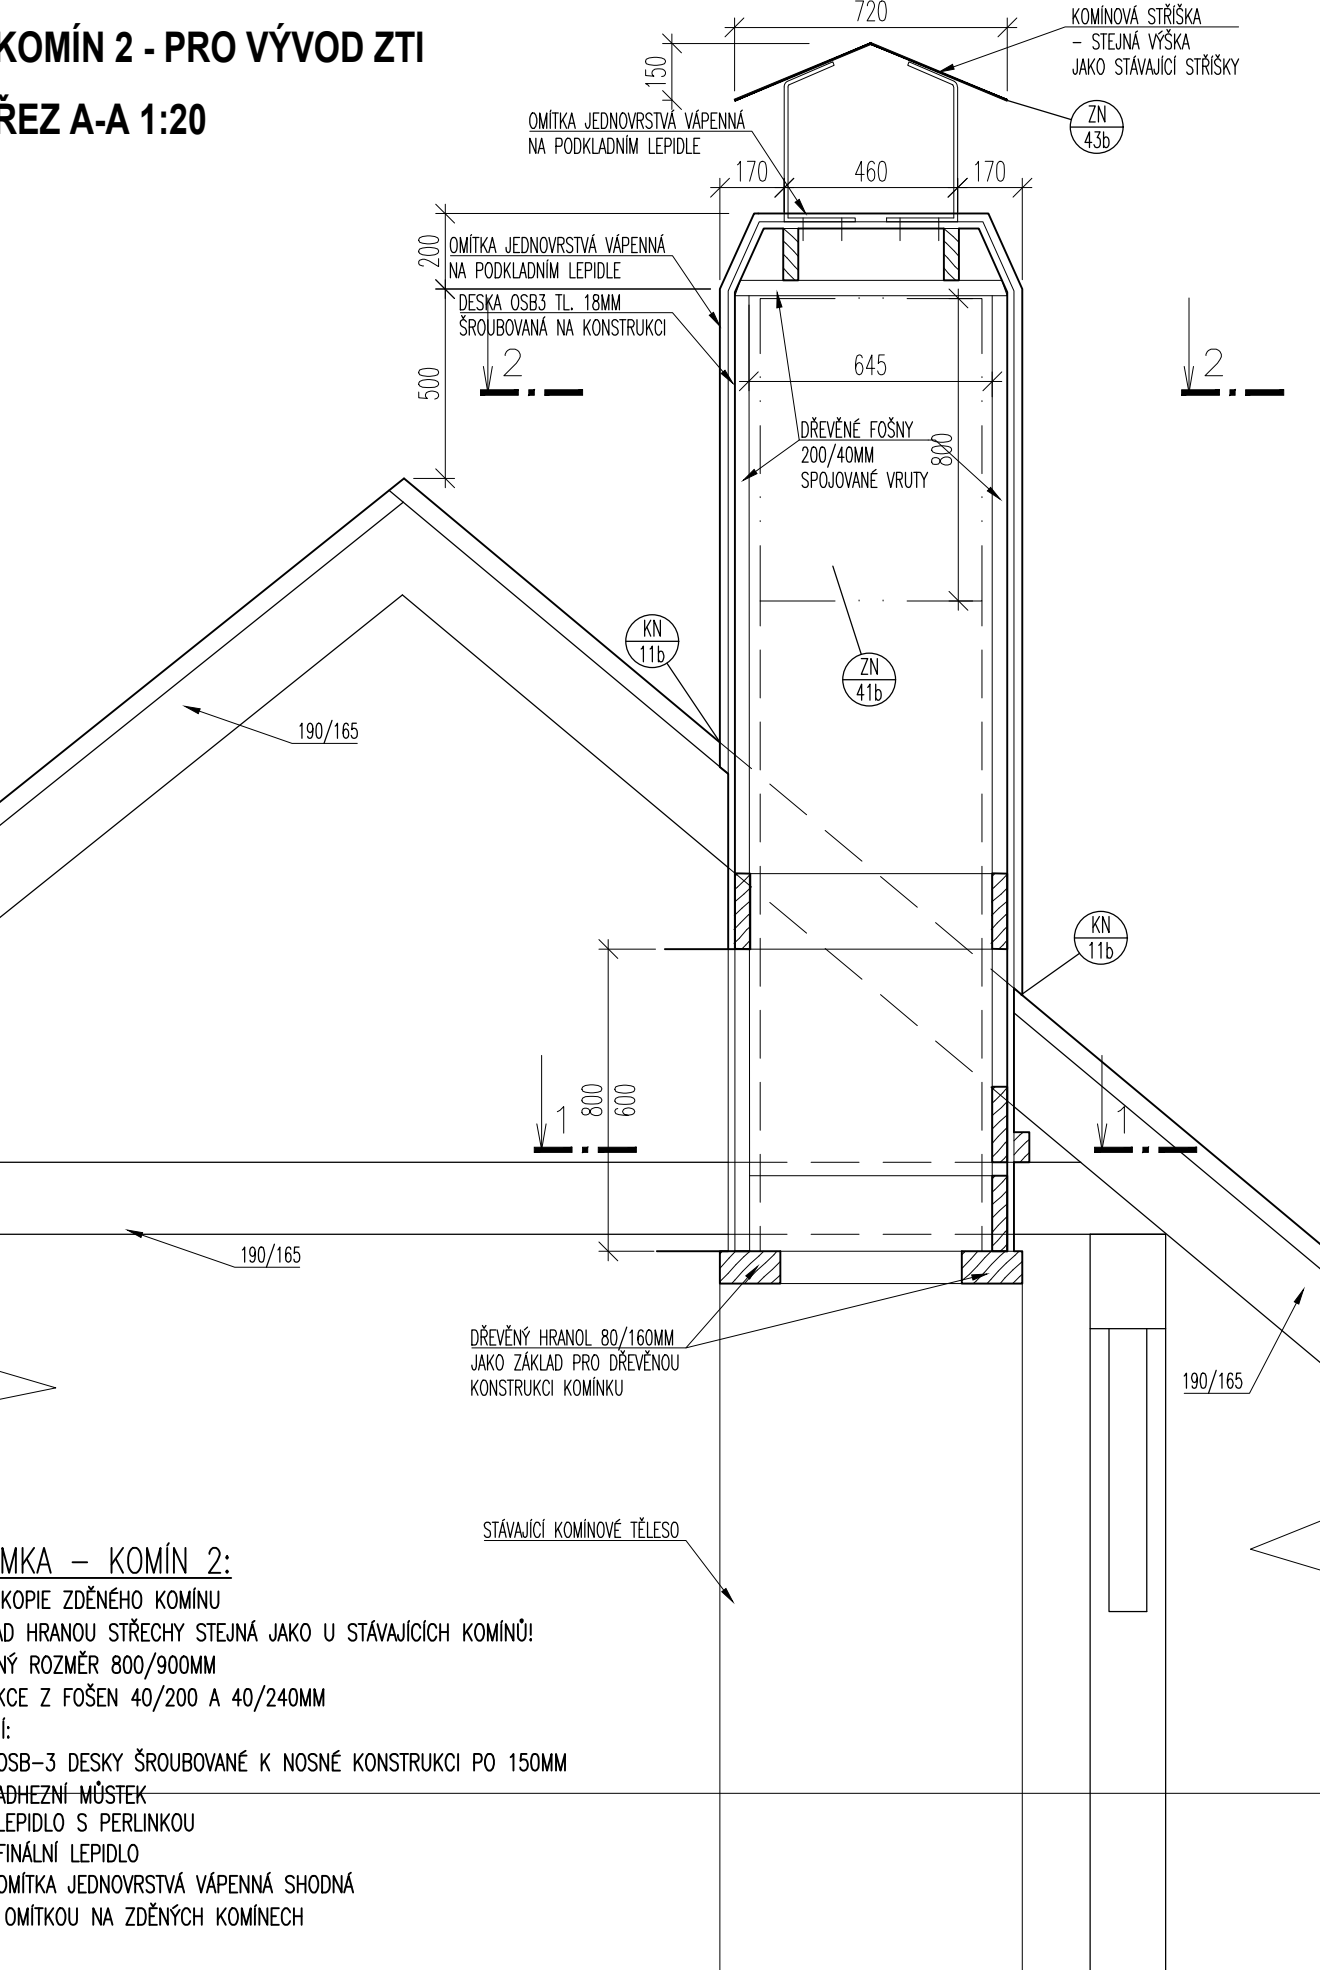 KOMÍN 2 - PRO VÝVOD ZTI
ŘEZ A-A 1:20
720
150
KOMÍNOVÁ STŘÍŠKA
– STEJNÁ VÝŠKA
JAKO STÁVAJÍCÍ STŘÍŠKY
ZN
43b
OMÍTKA JEDNOVRSTVÁ VÁPENNÁ
NA PODKLADNÍM LEPIDLE
170
460
170
200
OMÍTKA JEDNOVRSTVÁ VÁPENNÁ
NA PODKLADNÍM LEPIDLE
DESKA OSB3 TL. 18MM
ŠROUBOVANÁ NA KONSTRUKCI
2
2
500
645
800
DŘEVĚNÉ FOŠNY
200/40MM
SPOJOVANÉ VRUTY
KN
11b
ZN
41b
190/165
KN
11b
800
600
1
1
190/165
DŘEVĚNÝ HRANOL 80/160MM
JAKO ZÁKLAD PRO DŘEVĚNOU
KONSTRUKCI KOMÍNKU
190/165
STÁVAJÍCÍ KOMÍNOVÉ TĚLESO
MKA – KOMÍN 2:
KOPIE ZDĚNÉHO KOMÍNU
AD HRANOU STŘECHY STEJNÁ JAKO U STÁVAJÍCÍCH KOMÍNŮ!
NÝ ROZMĚR 800/900MM
KCE Z FOŠEN 40/200 A 40/240MM
Í:
OSB–3 DESKY ŠROUBOVANÉ K NOSNÉ KONSTRUKCI PO 150MM
ADHEZNÍ MŮSTEK
LEPIDLO S PERLINKOU
FINÁLNÍ LEPIDLO
OMÍTKA JEDNOVRSTVÁ VÁPENNÁ SHODNÁ
OMÍTKOU NA ZDĚNÝCH KOMÍNECH